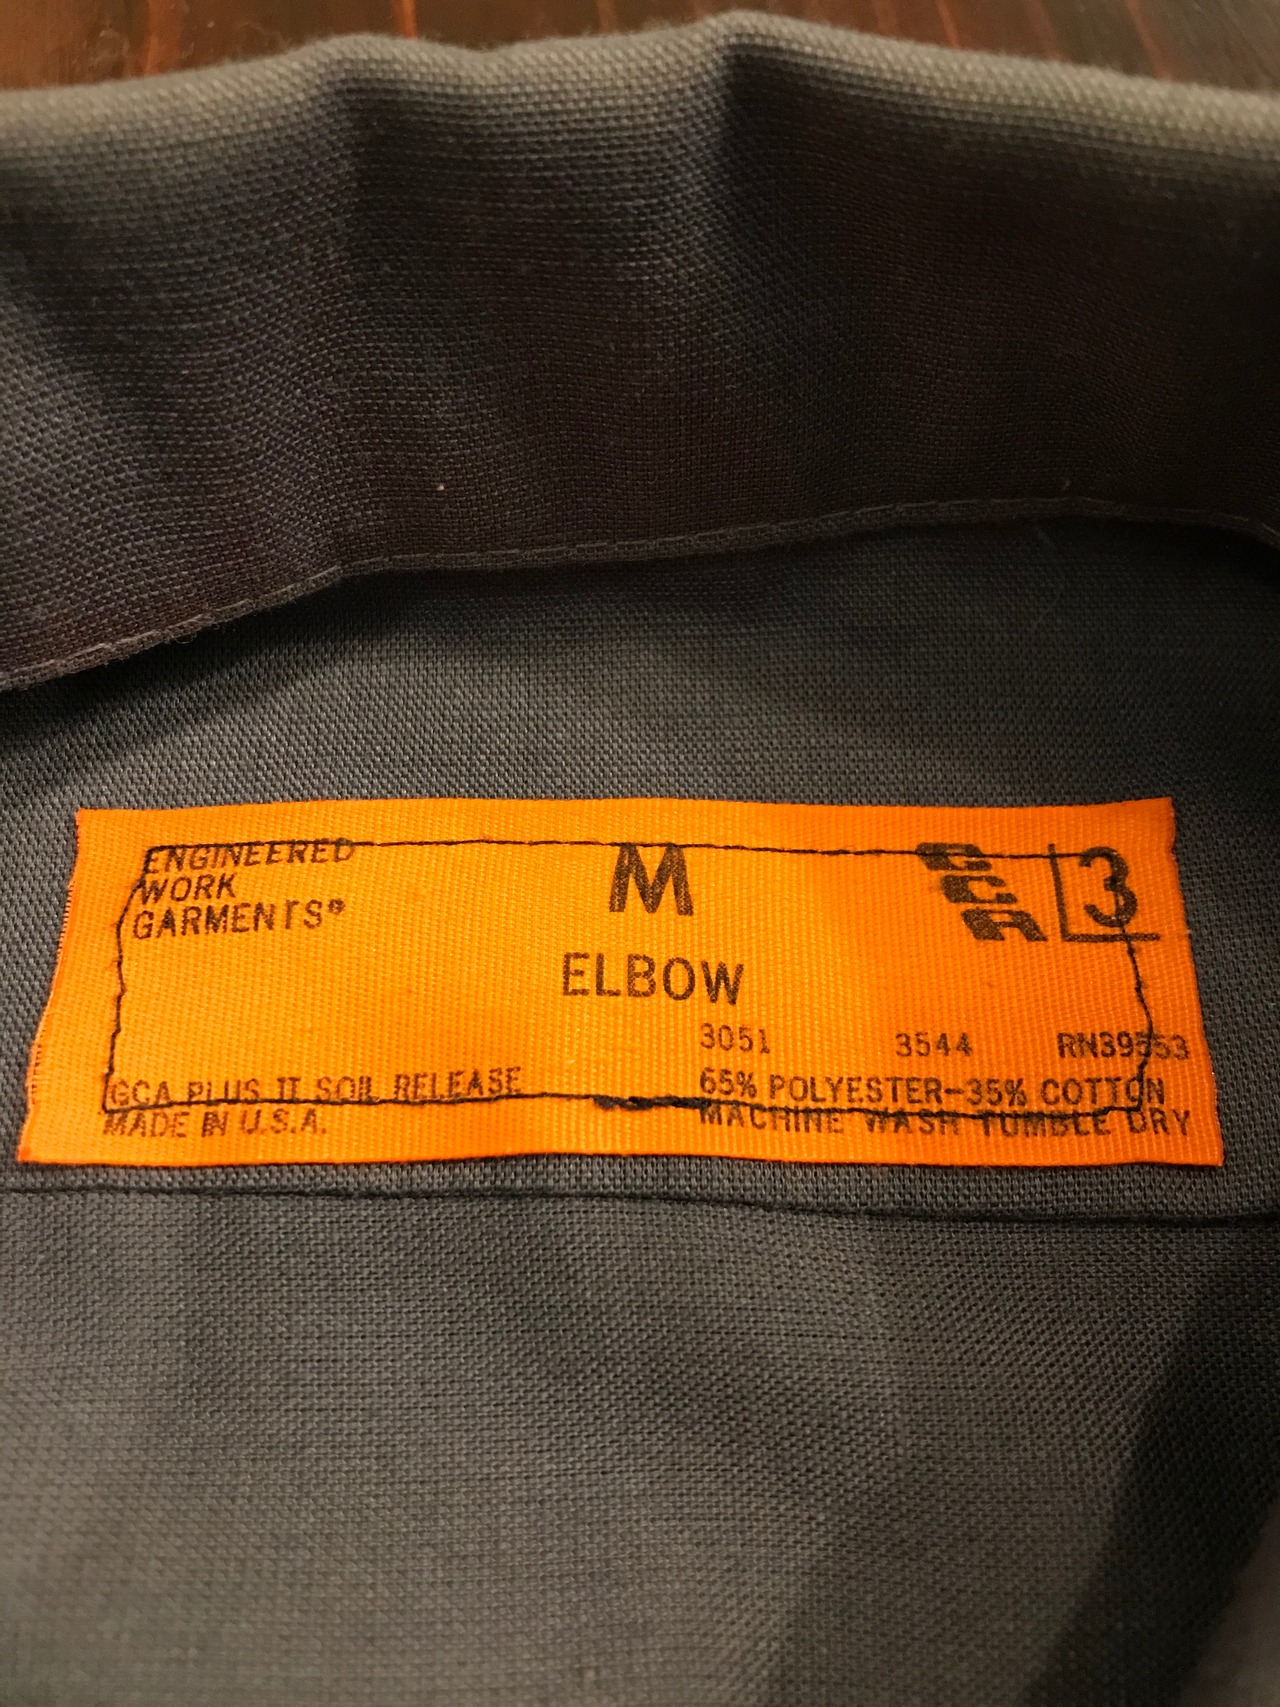 ENGINEERED
WORK
GARMENTS®
M
GCA
3
ELBOW
3051 3544 RN39553
GCA PLUS II SOIL RELEASE
MADE IN U.S.A.
65% POLYESTER-35% COTTON
MACHINE WASH TUMBLE DRY